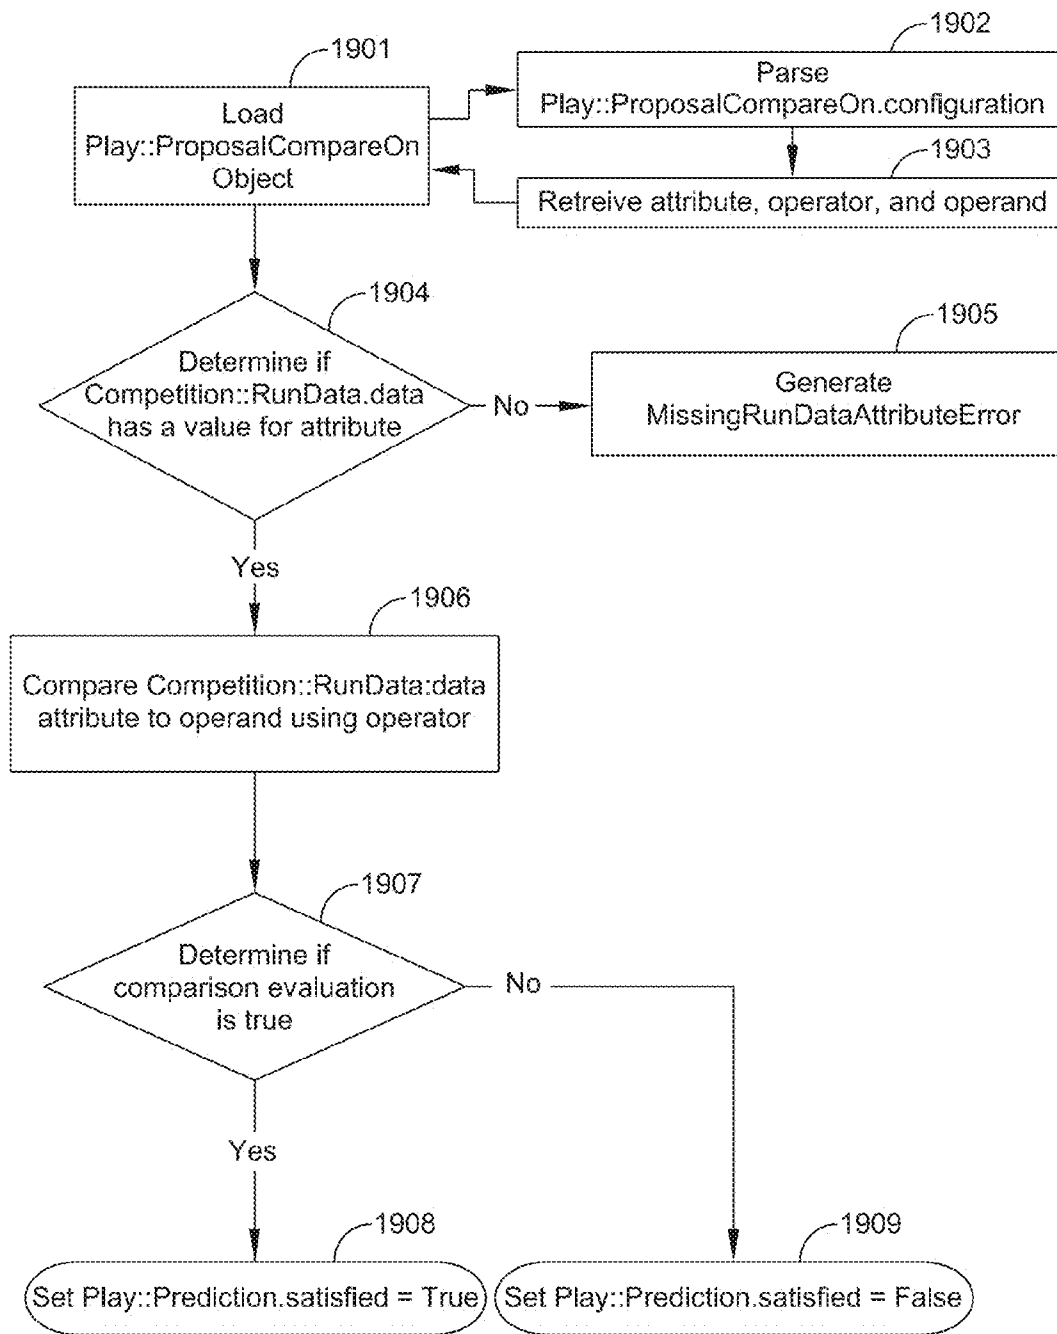 1901
Load
Play::ProposalCompareOn
Object
1902
Parse
Play::ProposalCompareOn.configuration
1903
Retreive attribute, operator, and operand
1904
Determine if
Competition::RunData.data
has a value for attribute
No
1905
Generate
MissingRunDataAttributeError
Yes
1906
Compare Competition::RunData:data
attribute to operand using operator
1907
Determine if
comparison evaluation
is true
No
Yes
1908
Set Play::Prediction.satisfied = True
1909
Set Play::Prediction.satisfied = False